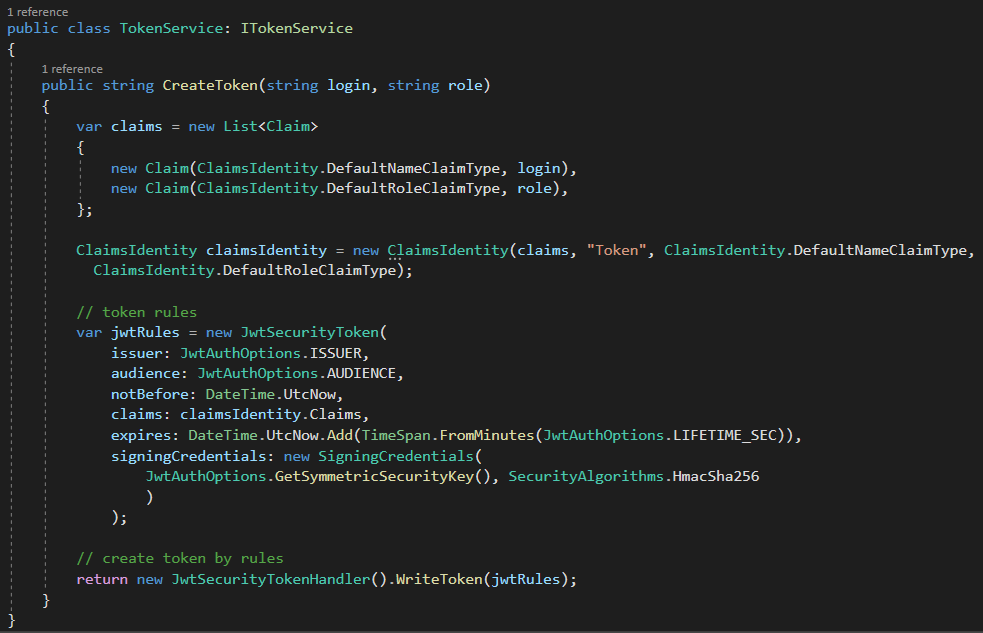 1 reference
public class TokenService: ITokenService
{
1 reference
public string CreateToken(string login, string role)
{
var claims = new List<Claim>
{
new Claim(ClaimsIdentity.DefaultNameClaimType, login),
new Claim(ClaimsIdentity.DefaultRoleClaimType, role),
};
ClaimsIdentity claimsIdentity = new ClaimsIdentity(claims, "Token", ClaimsIdentity.DefaultNameClaimType,
ClaimsIdentity.DefaultRoleClaimType);
// token rules
var jwtRules = new JwtSecurityToken(
issuer: JwtAuthOptions.ISSUER,
audience: JwtAuthOptions.AUDIENCE,
notBefore: DateTime.UtcNow,
claims: claimsIdentity.Claims,
expires: DateTime.UtcNow.Add(TimeSpan.FromMinutes(JwtAuthOptions.LIFETIME_SEC)),
signingCredentials: new SigningCredentials(
JwtAuthOptions.GetSymmetricSecurityKey(), SecurityAlgorithms.HmacSha256
)
);
// create token by rules
return new JwtSecurityTokenHandler().WriteToken(jwtRules);
}
}